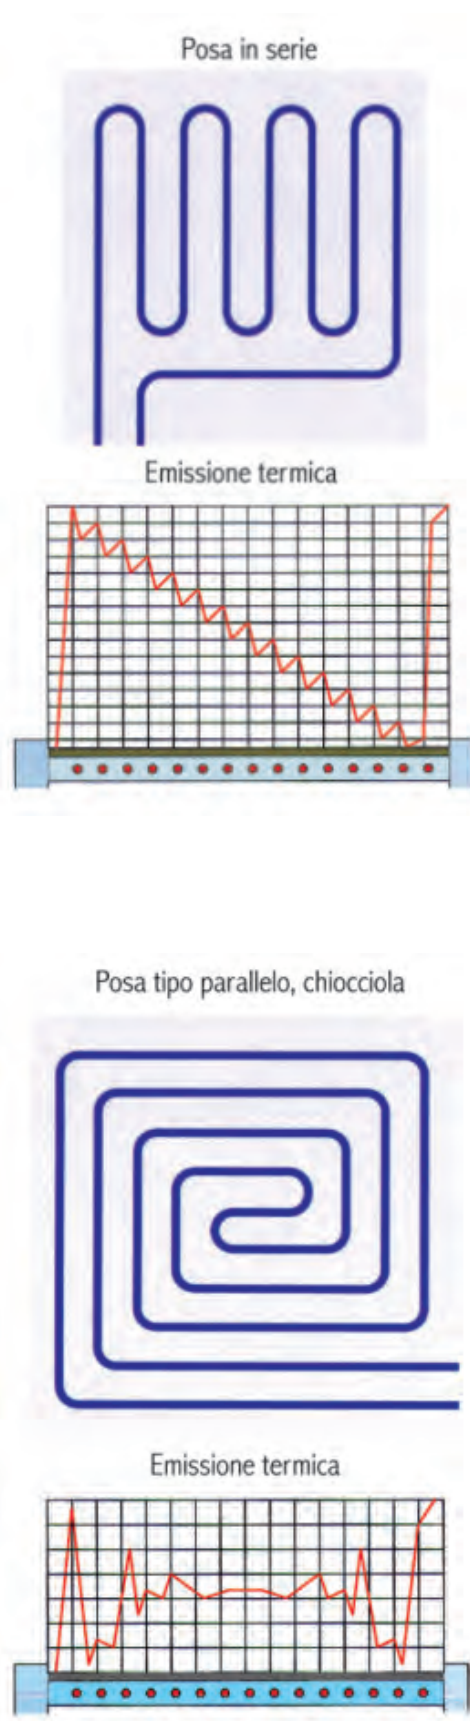 Posa in serie
Emissione termica
Posa tipo parallelo, chiocciola
Emissione termica